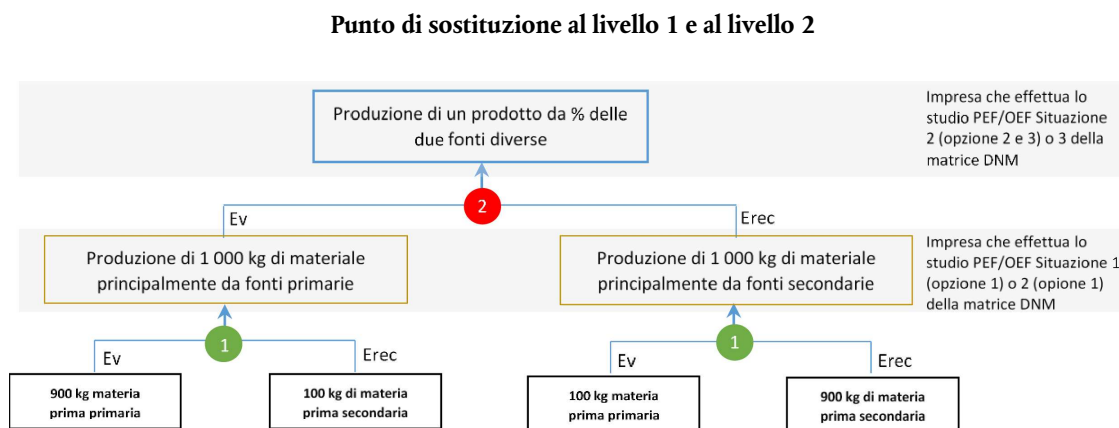 Punto di sostituzione al livello 1 e al livello 2
Produzione di un prodotto da % delle
due fonti diverse
Impresa che effettua lo
studio PEF/OEF Situazione
2 (opzione 2 e 3) o 3 della
matrice DNM
2
Ev
Erec
Produzione di 1 000 kg di materiale
principalmente da fonti primarie
Produzione di 1 000 kg di materiale
principalmente da fonti secondarie
Impresa che effettua lo
studio PEF/OEF Situazione 1
(opzione 1) o 2 (opione 1)
della matrice DNM
1
Ev
Erec
1
Ev
Erec
900 kg materia
prima primaria
100 kg di materia
prima secondaria
100 kg materia
prima primaria
900 kg di materia
prima secondaria